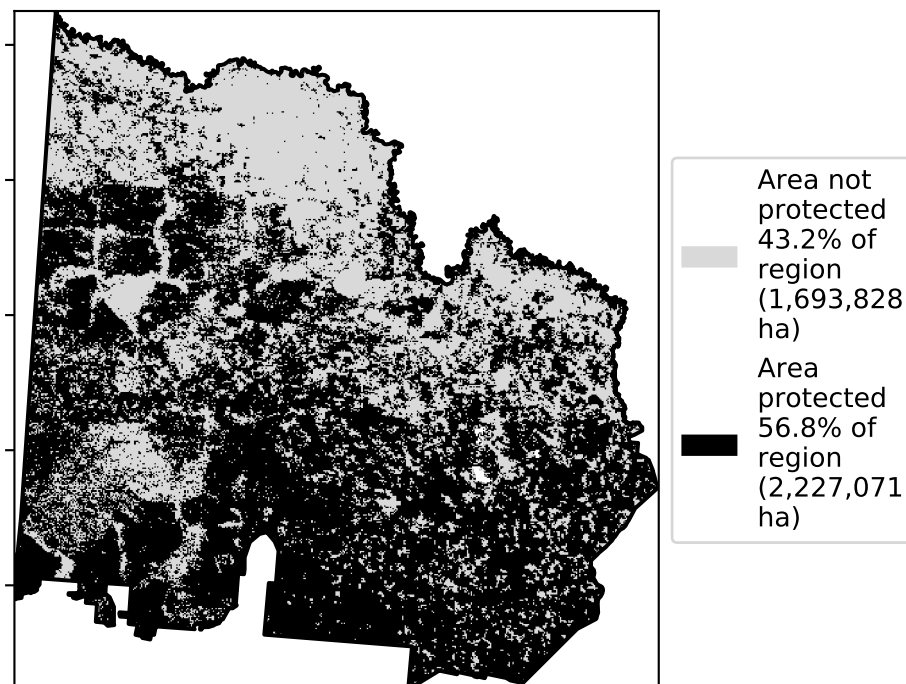 Area not
protected
43.2% of
region
(1,693,828
ha)
Area
protected
56.8% of
region
(2,227,071
ha)